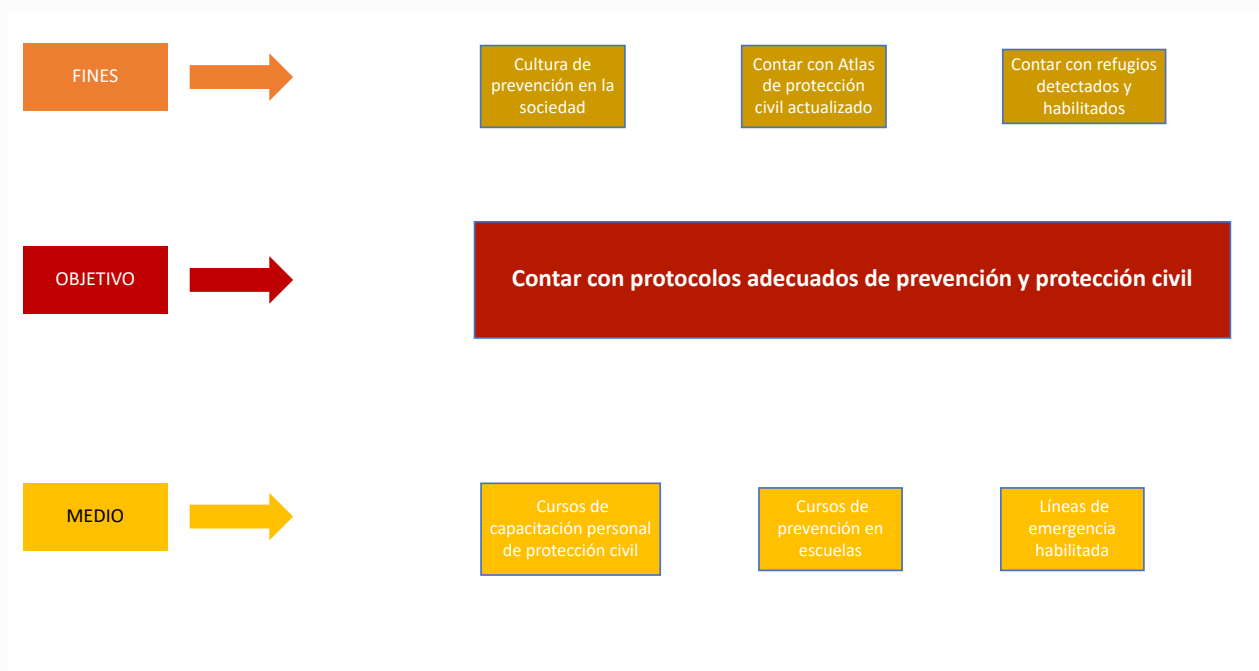 FINES
Cultura de
prevención en la
sociedad
Contar con Atlas
de protección
civil actualizado
Contar con refugios
detectados y
habilitados
OBJETIVO
Contar con protocolos adecuados de prevención y protección civil
MEDIO
Cursos de
capacitación personal
de protección civil
Cursos de
prevención en
escuelas
Líneas de
emergencia
habilitada